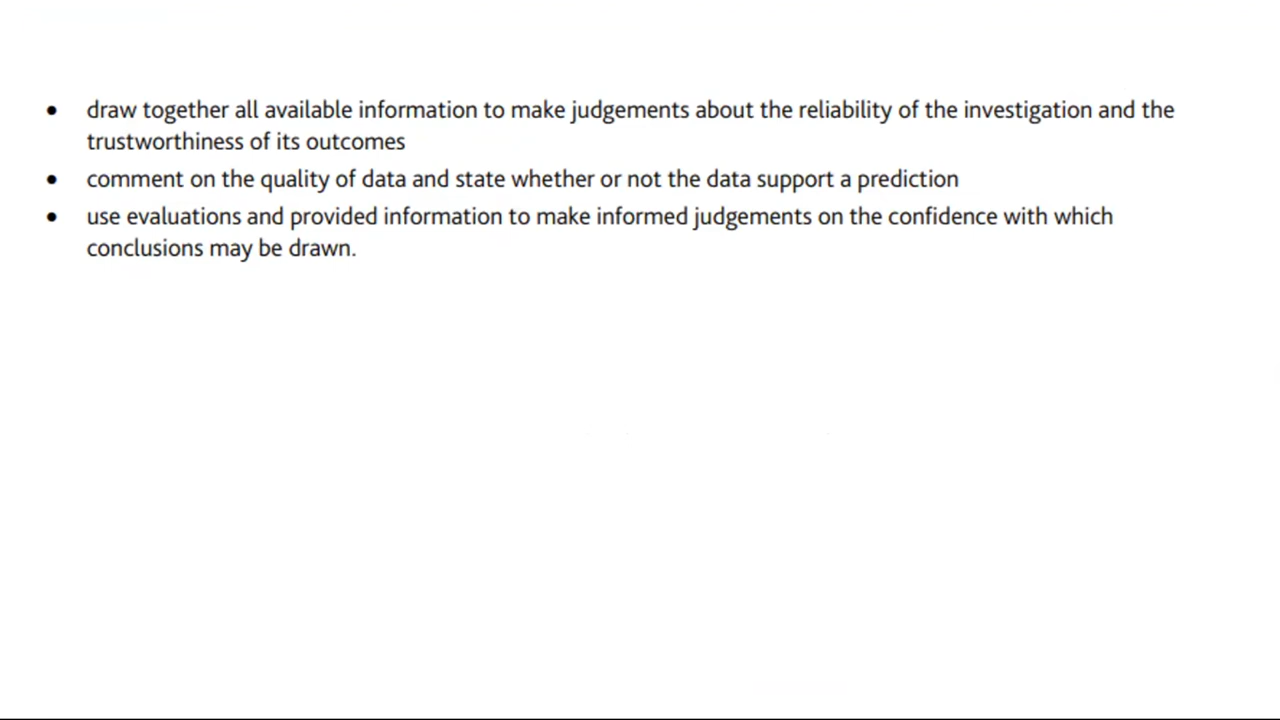 • draw together all available information to make judgements about the reliability of the investigation and the
trustworthiness of its outcomes
• comment on the quality of data and state whether or not the data support a prediction
• use evaluations and provided information to make informed judgements on the confidence with which
conclusions may be drawn.